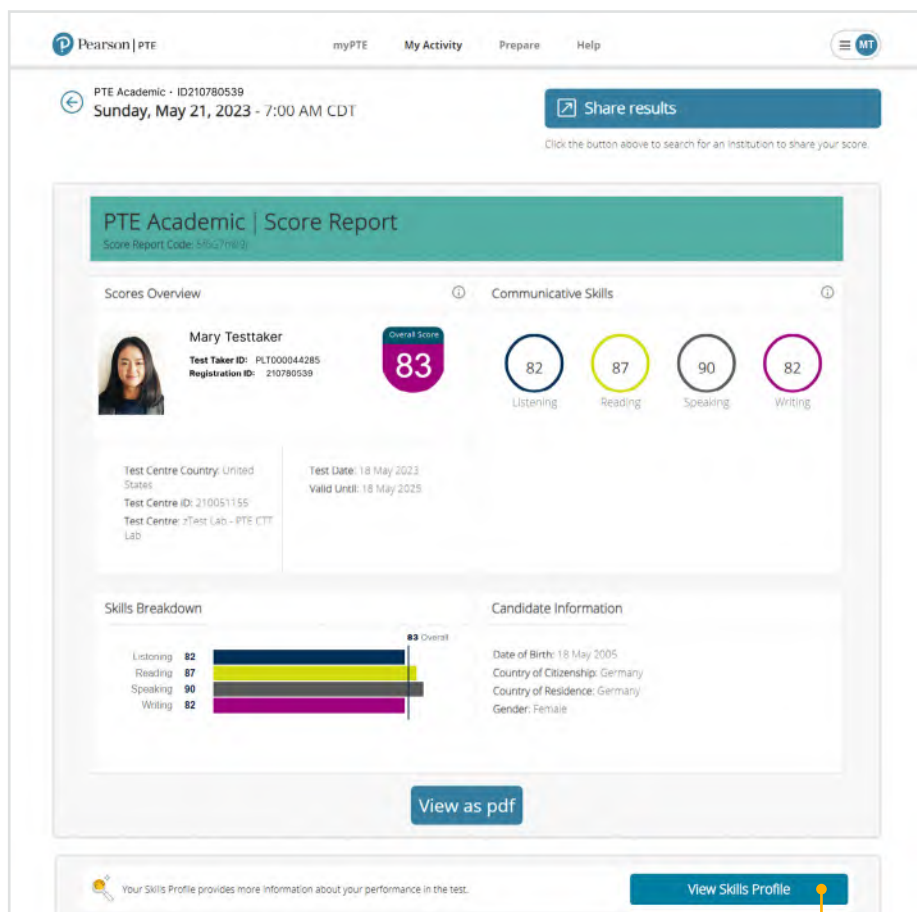 Pearson | PTE
myPTE My Activity Prepare Help
MT
PTE Academic • ID210780539
Sunday, May 21, 2023 - 7:00 AM CDT
Share results
Click the button above to search for an institution to share your score.
PTE Academic | Score Report
Score Report Code:
Scores Overview
Mary Testtaker
Test Taker ID: PLT000044285
Registration ID: 210780539
Overall Score
83
Test Centre Country: United
States
Test Centre ID: 210051155
Test Centre: zTest Lab - PTE CTT
Lab
Test Date: 18 May 2023
Valid Until: 18 May 2025
Communicative Skills
82 87 90 82
Listening Reading Speaking Writing
Skills Breakdown
83 Overall
Listening 82
Reading 87
Speaking 90
Writing 82
Candidate Information
Date of Birth: 18 May 2005
Country of Citizenship: Germany
Country of Residence: Germany
Gender: Female
View as pdf
Your Skills Profile provides more information about your performance in the test.
View Skills Profile